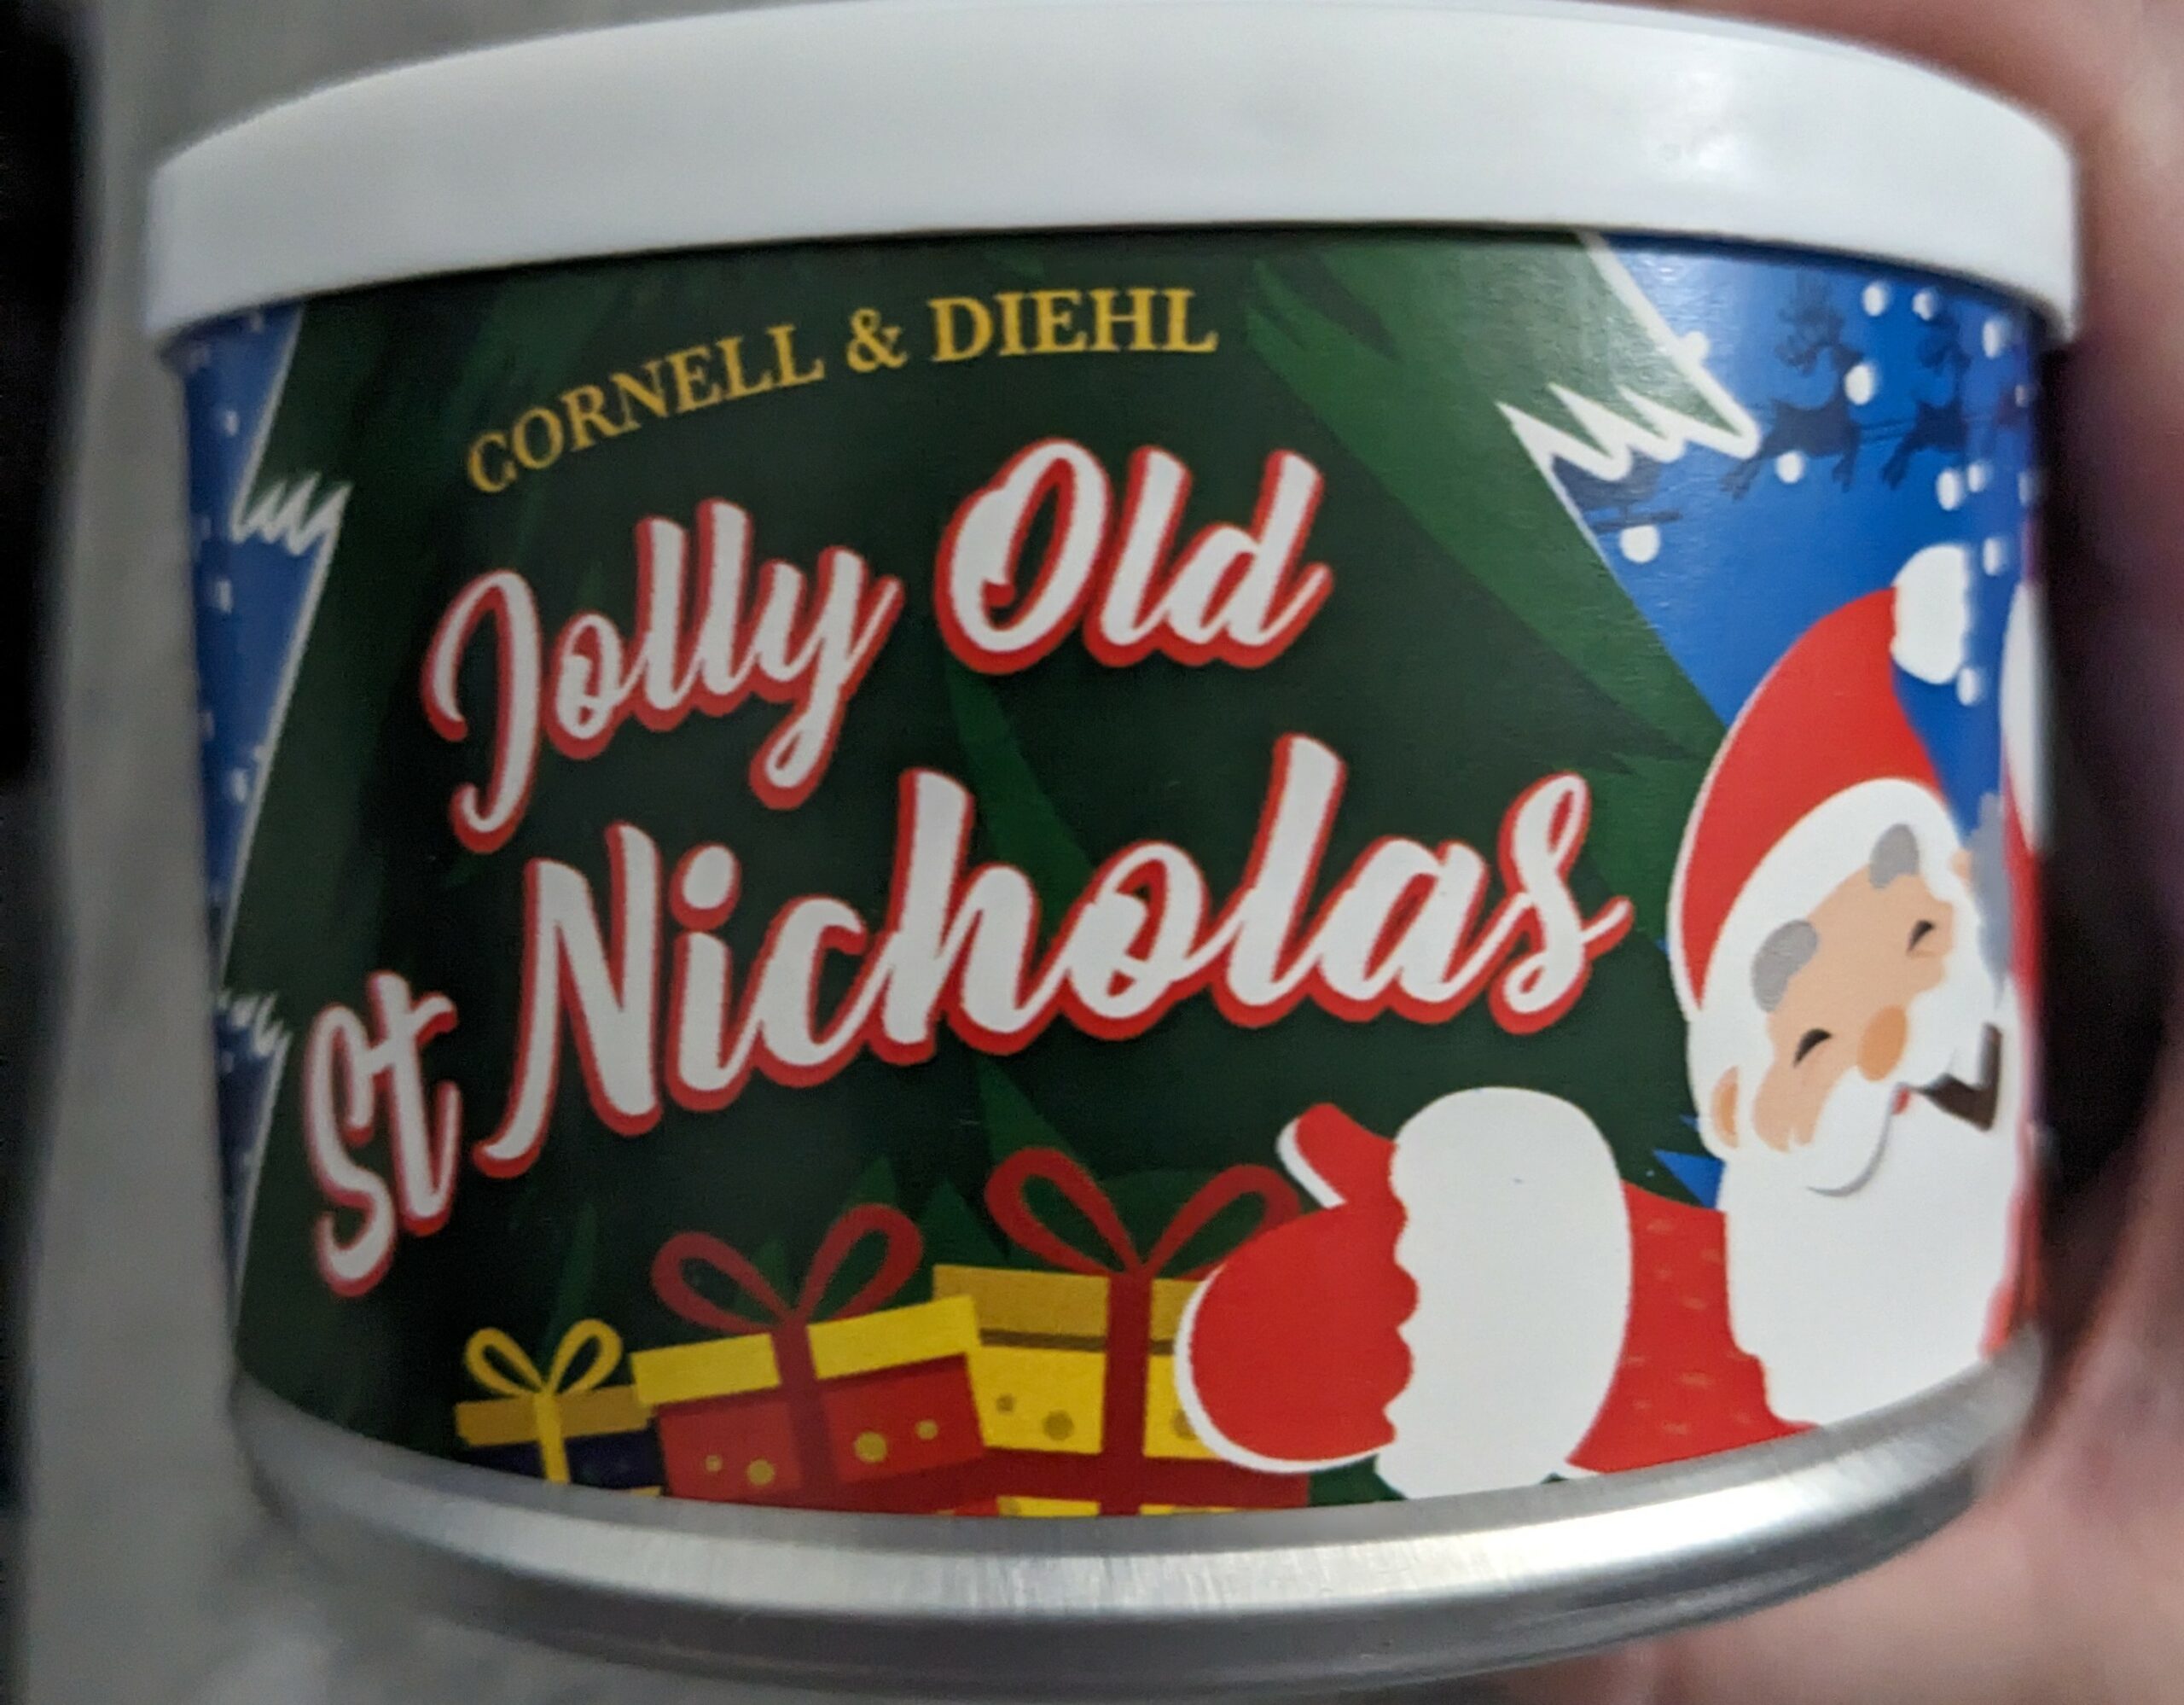 CORNELL & DIEHL
Jolly Old
St Nicholas